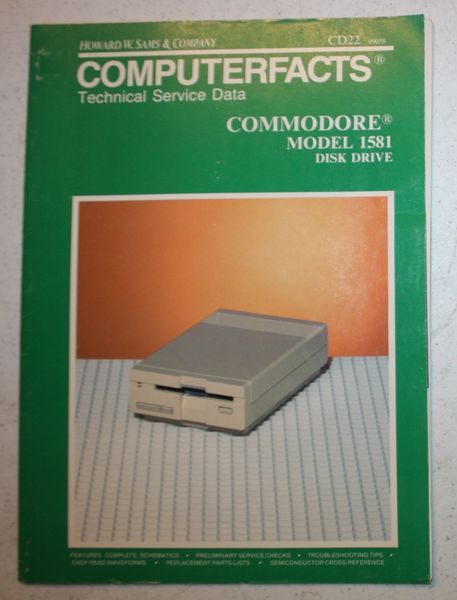 HOWARD W. SAMS & COMPANY
CD22 09058
COMPUTERFACTS®
Technical Service Data
COMMODORE®
MODEL 1581
DISK DRIVE
FEATURES COMPLETE SCHEMATICS • PRELIMINARY SERVICE CHECKS • TROUBLESHOOTING TIPS •
EASY-READ WAVEFORMS • REPLACEMENT PARTS LISTS • SEMICONDUCTOR CROSS-REFERENCE